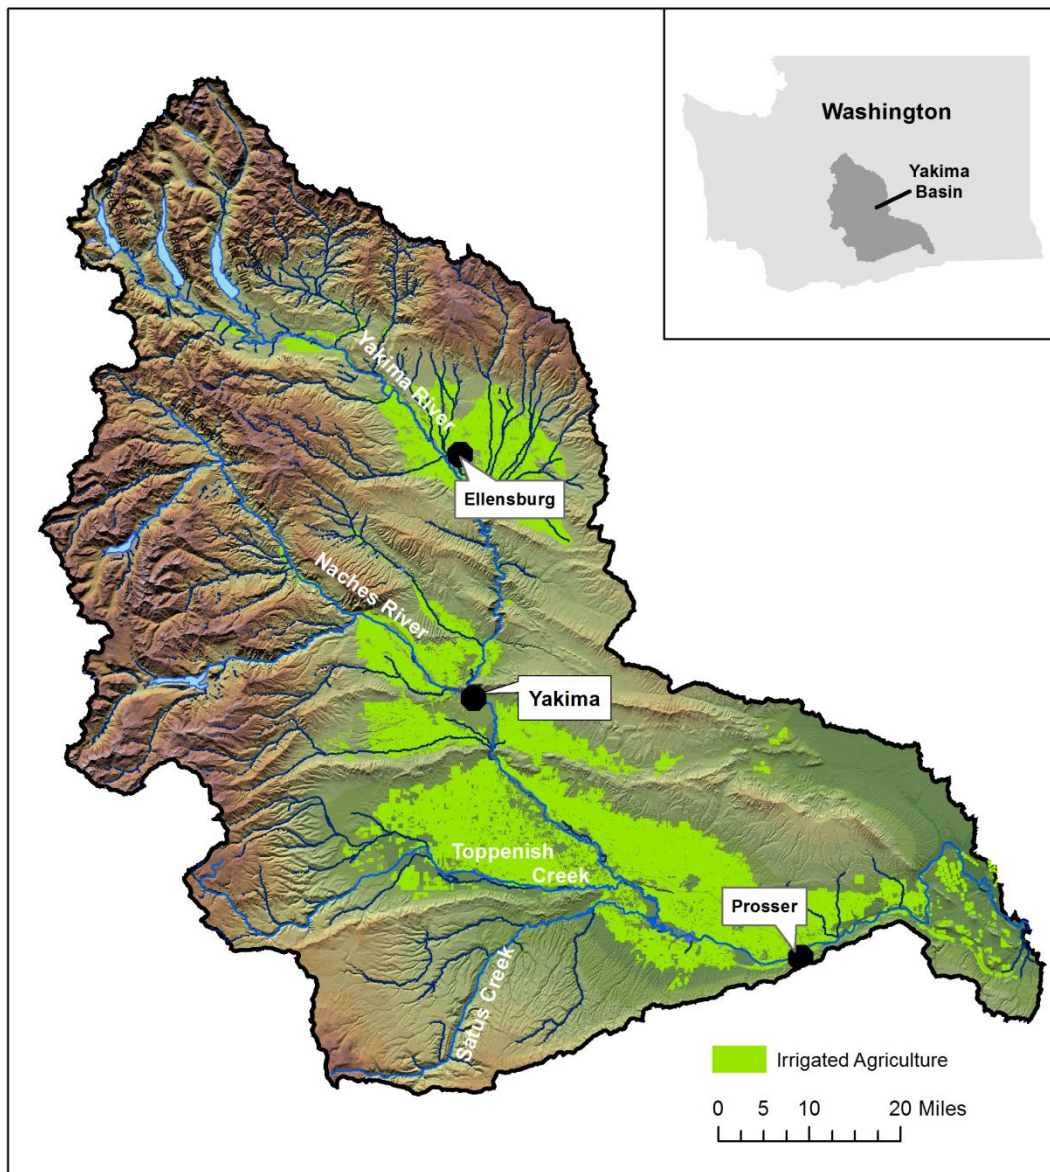 Washington
Yakima
Basin
Yakima River
Ellensburg
Naches River
Yakima
Toppenish
Creek
Prosser
Satus Creek
Irrigated Agriculture
0 5 10 20 Miles